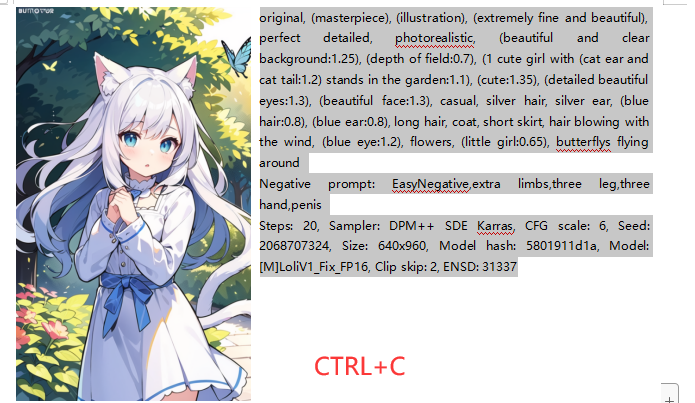 original, (masterpiece), (illustration), (extremely fine and beautiful),
perfect detailed, photorealistic, (beautiful and clear
background:1.25), (depth of field:0.7), (1 cute girl with (cat ear and
cat tail:1.2) stands in the garden:1.1), (cute:1.35), (detailed beautiful
eyes:1.3), (beautiful face:1.3), casual, silver hair, silver ear, (blue
hair:0.8), (blue ear:0.8), long hair, coat, short skirt, hair blowing with
the wind, (blue eye:1.2), flowers, (little girl:0.65), butterflys flying
around
Negative prompt: EasyNegative,extra limbs,three leg,three
hand,penis
Steps: 20, Sampler: DPM++ SDE Karras, CFG scale: 6, Seed:
2068707324, Size: 640x960, Model hash: 5801911d1a, Model:
[M]LoliV1_Fix_FP16, Clip skip: 2, ENSD: 31337
CTRL+C